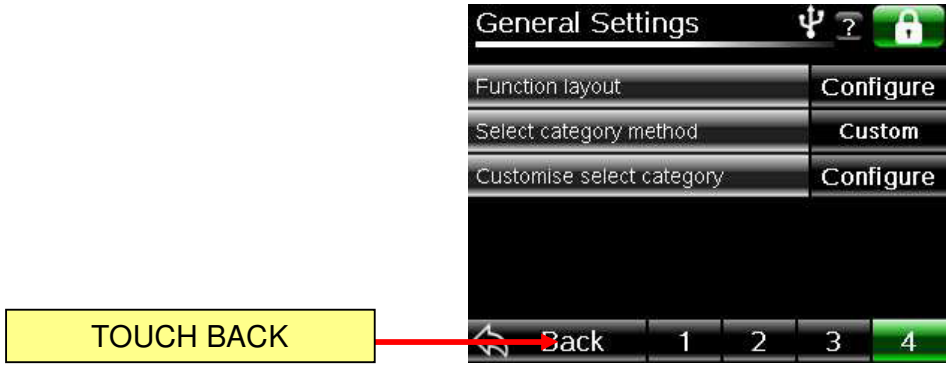 General Settings ?
Function layout Configure
Select category method Custom
Customise select category Configure
TOUCH BACK
Back 1 2 3 4